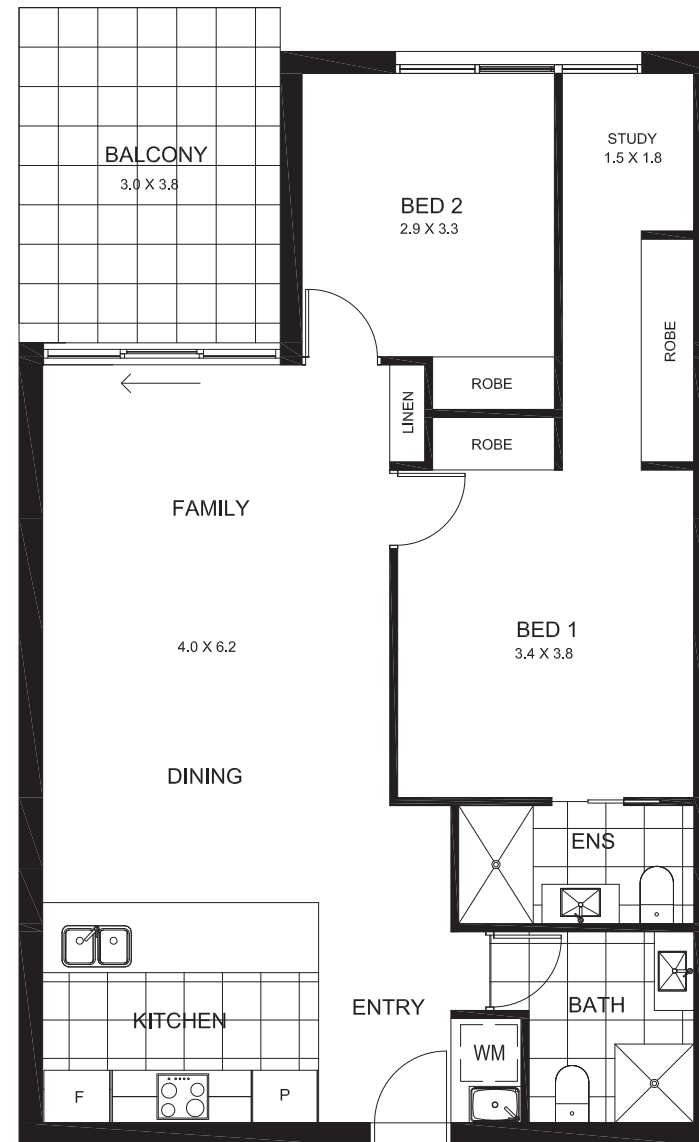 BALCONY
3.0 X 3.8
BED 2
2.9 X 3.3
STUDY
1.5 X 1.8
ROBE
ROBE
LINEN
ROBE
FAMILY
4.0 X 6.2
BED 1
3.4 X 3.8
DINING
ENS
KITCHEN
ENTRY
BATH
WM
F
P